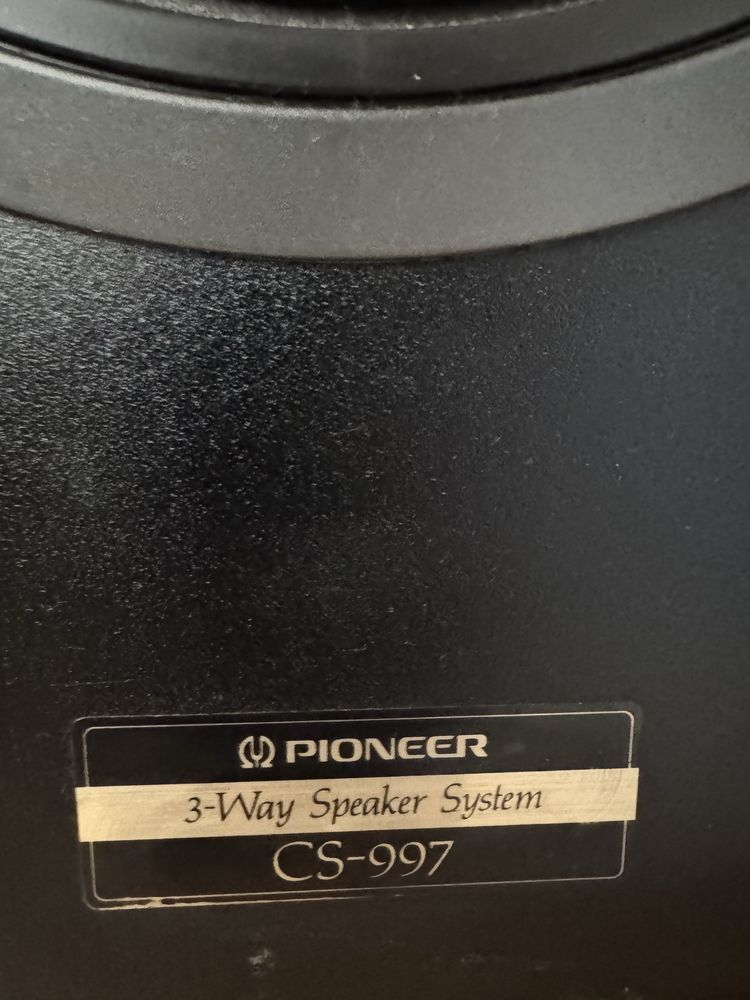 PIONEER
3-Way Speaker System
CS-997